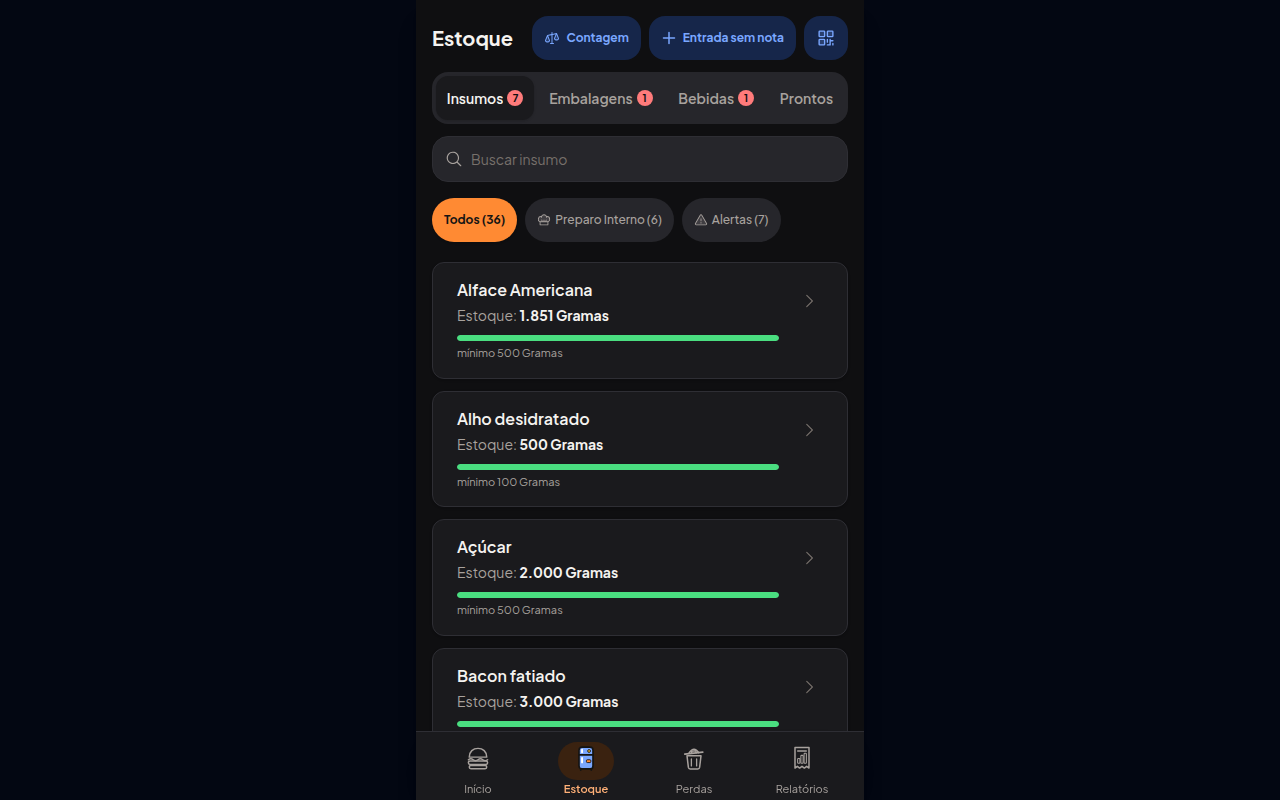 Estoque
Contagem
Entrada sem nota
Insumos 7
Embalagens 1
Bebidas 1
Prontos
Buscar insumo
Todos (36)
Preparo Interno (6)
Alertas (7)
Alface Americana
Estoque: 1.851 Gramas
mínimo 500 Gramas
Alho desidratado
Estoque: 500 Gramas
mínimo 100 Gramas
Açúcar
Estoque: 2.000 Gramas
mínimo 500 Gramas
Bacon fatiado
Estoque: 3.000 Gramas
Início
Estoque
Perdas
Relatórios